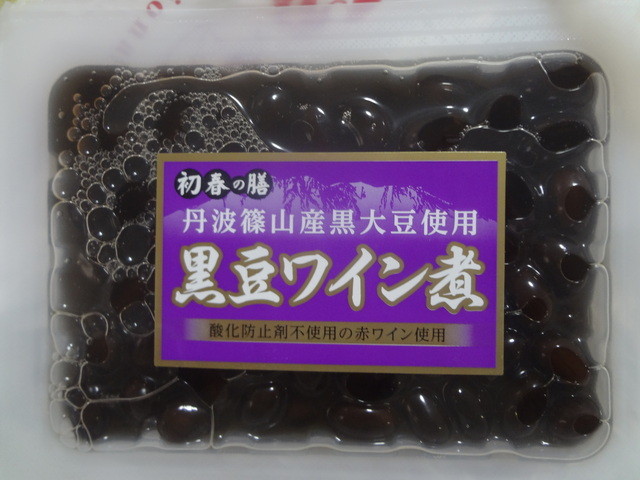 初春の膳
丹波篠山産黒大豆使用
黒豆ワイン煮
酸化防止剤不使用の赤ワイン使用